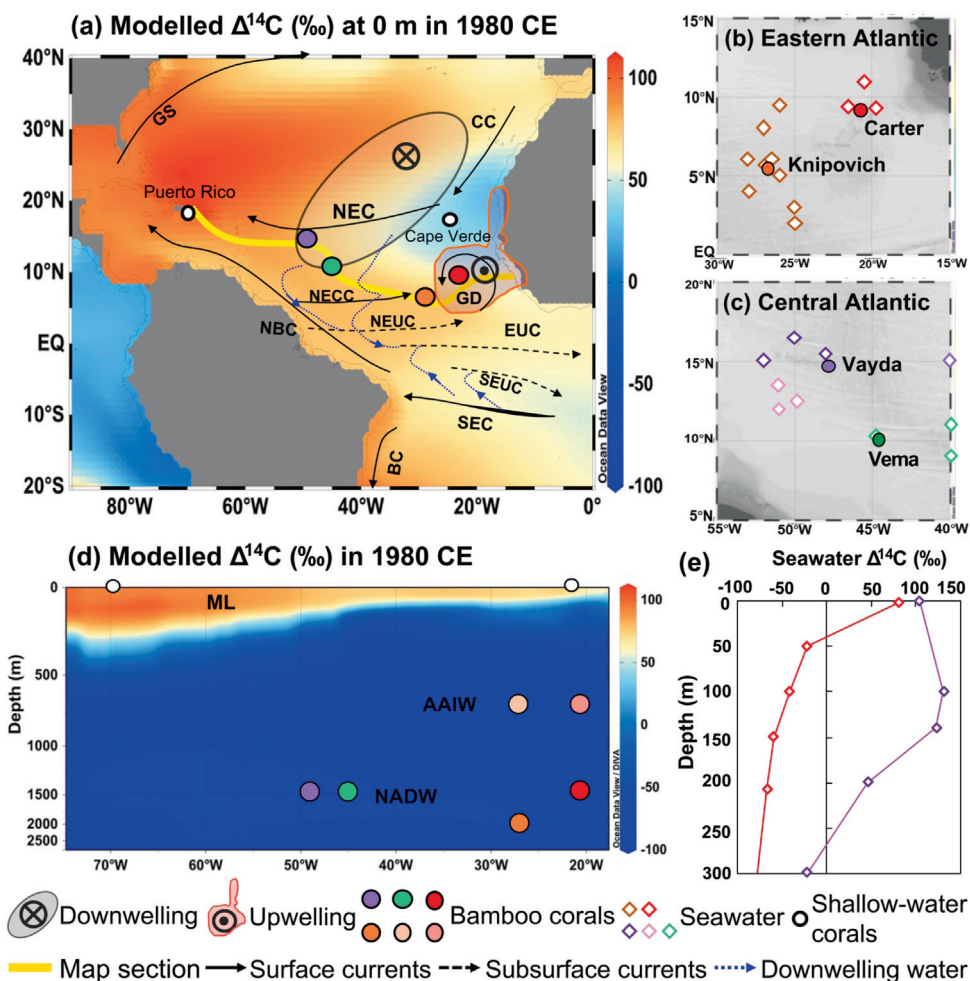 (a) Modelled Δ¹⁴C (‰) at 0 m in 1980 CE
40°N
30°N
20°N
10°N
EQ
10°S
20°S
80°W
60°W
40°W
20°W
0°
GS
CC
Puerto Rico
NEC
Cape Verde
NECC
GD
NBC
NEUC
EUC
SEUC
SEC
BC
Ocean Data View
100
50
0
-50
-100
(b) Eastern Atlantic
15°N
10°N
5°N
EQ
30°W
25°W
20°W
15°W
Carter
Knipovich
(c) Central Atlantic
20°N
15°N
10°N
5°N
55°W
50°W
45°W
40°W
Vayda
Vema
(d) Modelled Δ¹⁴C (‰) in 1980 CE
Depth (m)
0
500
1000
1500
2000
2500
70°W
60°W
50°W
40°W
30°W
20°W
ML
AAIW
NADW
Ocean Data View / DIVA
100
50
0
-50
-100
(e)
Seawater Δ¹⁴C (‰)
-100
-50
0
50
100
150
Depth (m)
0
50
100
150
200
250
300
Downwelling
Upwelling
Bamboo corals
Seawater
Shallow-water
corals
Map section
Surface currents
Subsurface currents
Downwelling water